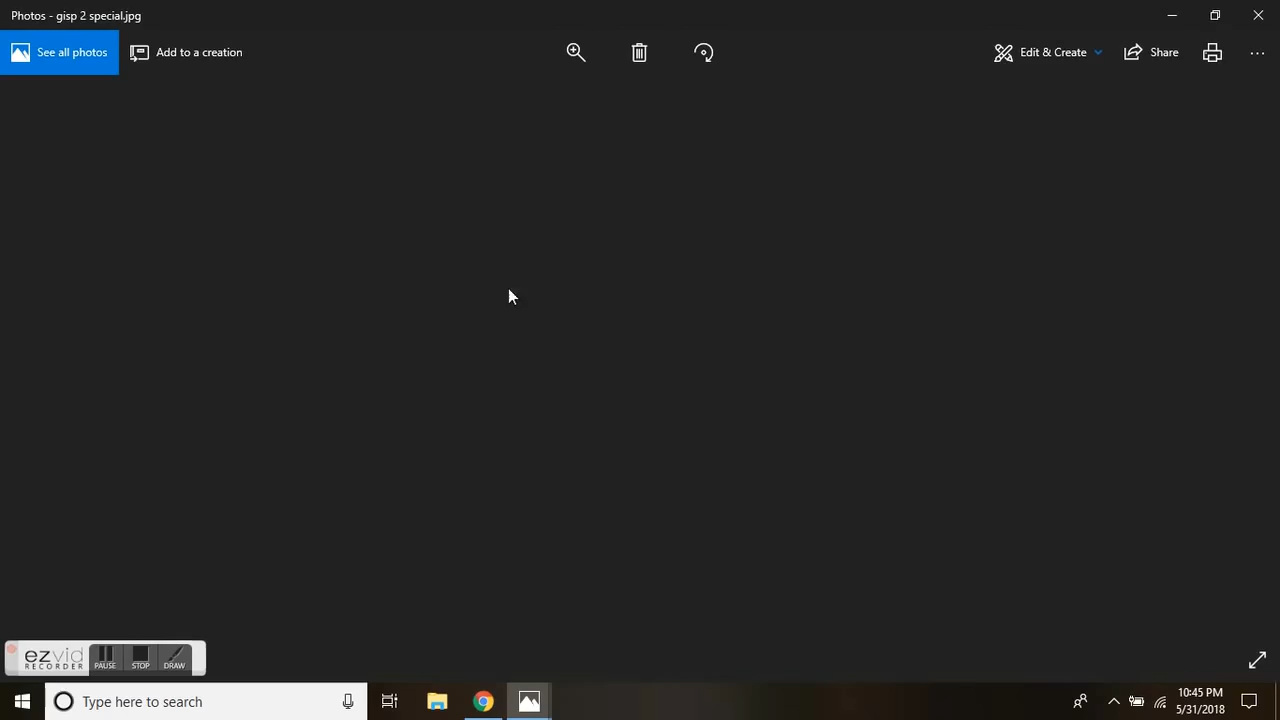 Photos - gisp 2 special.jpg
See all photos
Add to a creation
Edit & Create
Share
ezvid
RECORDER
PAUSE
STOP
DRAW
Type here to search
10:45 PM
5/31/2018